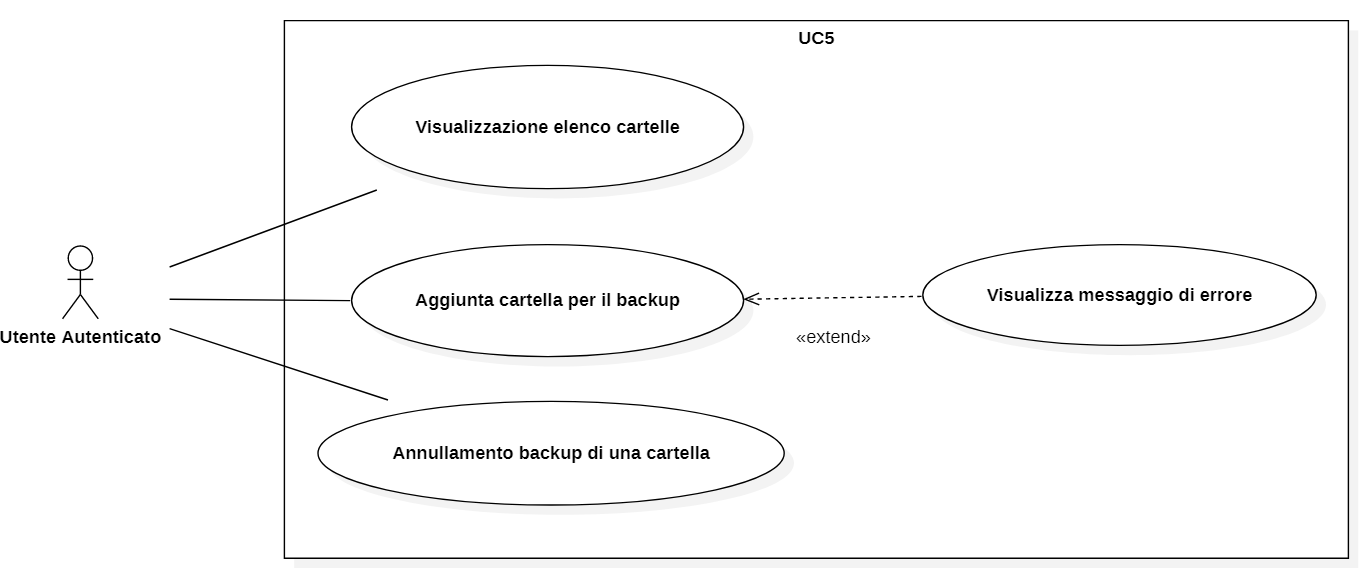 UC5
Visualizzazione elenco cartelle
Aggiunta cartella per il backup
Visualizza messaggio di errore
Utente Autenticato
«extend»
Annullamento backup di una cartella